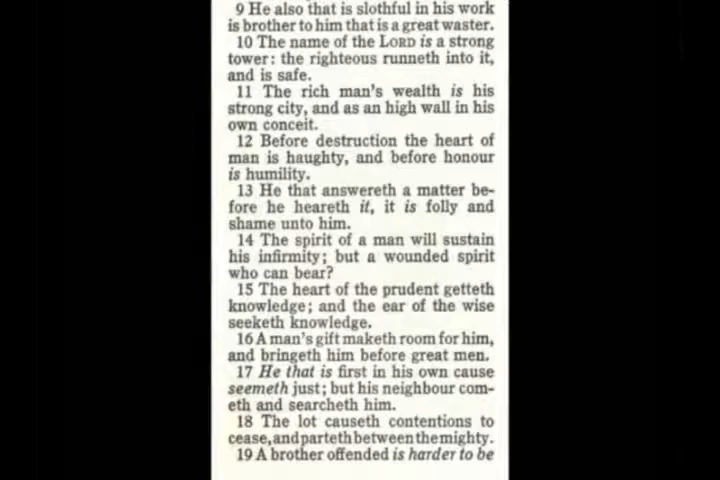 9 He also that is slothful in his work
is brother to him that is a great waster.
10 The name of the LORD is a strong
tower: the righteous runneth into it,
and is safe.
11 The rich man's wealth is his
strong city, and as an high wall in his
own conceit.
12 Before destruction the heart of
man is haughty, and before honour
is humility.
13 He that answereth a matter be-
fore he heareth it, it is folly and
shame unto him.
14 The spirit of a man will sustain
his infirmity; but a wounded spirit
who can bear?
15 The heart of the prudent getteth
knowledge; and the ear of the wise
seeketh knowledge.
16 A man's gift maketh room for him,
and bringeth him before great men.
17 He that is first in his own cause
seemeth just; but his neighbour com-
eth and searcheth him.
18 The lot causeth contentions to
cease, and parteth between the mighty.
19 A brother offended is harder to be